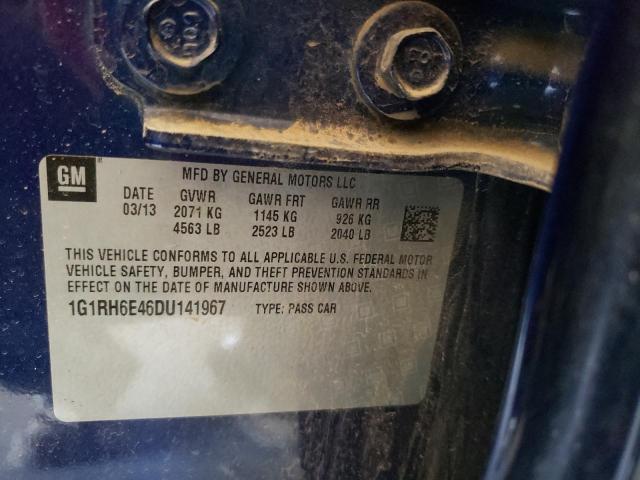 GM
MFD BY GENERAL MOTORS LLC
DATE GVWR GAWR FRT GAWR RR
03/13 2071 KG 1145 KG 926 KG
4563 LB 2523 LB 2040 LB
THIS VEHICLE CONFORMS TO ALL APPLICABLE U.S. FEDERAL MOTOR
VEHICLE SAFETY, BUMPER, AND THEFT PREVENTION STANDARDS IN
EFFECT ON THE DATE OF MANUFACTURE SHOWN ABOVE.
1G1RH6E46DU141967 TYPE: PASS CAR